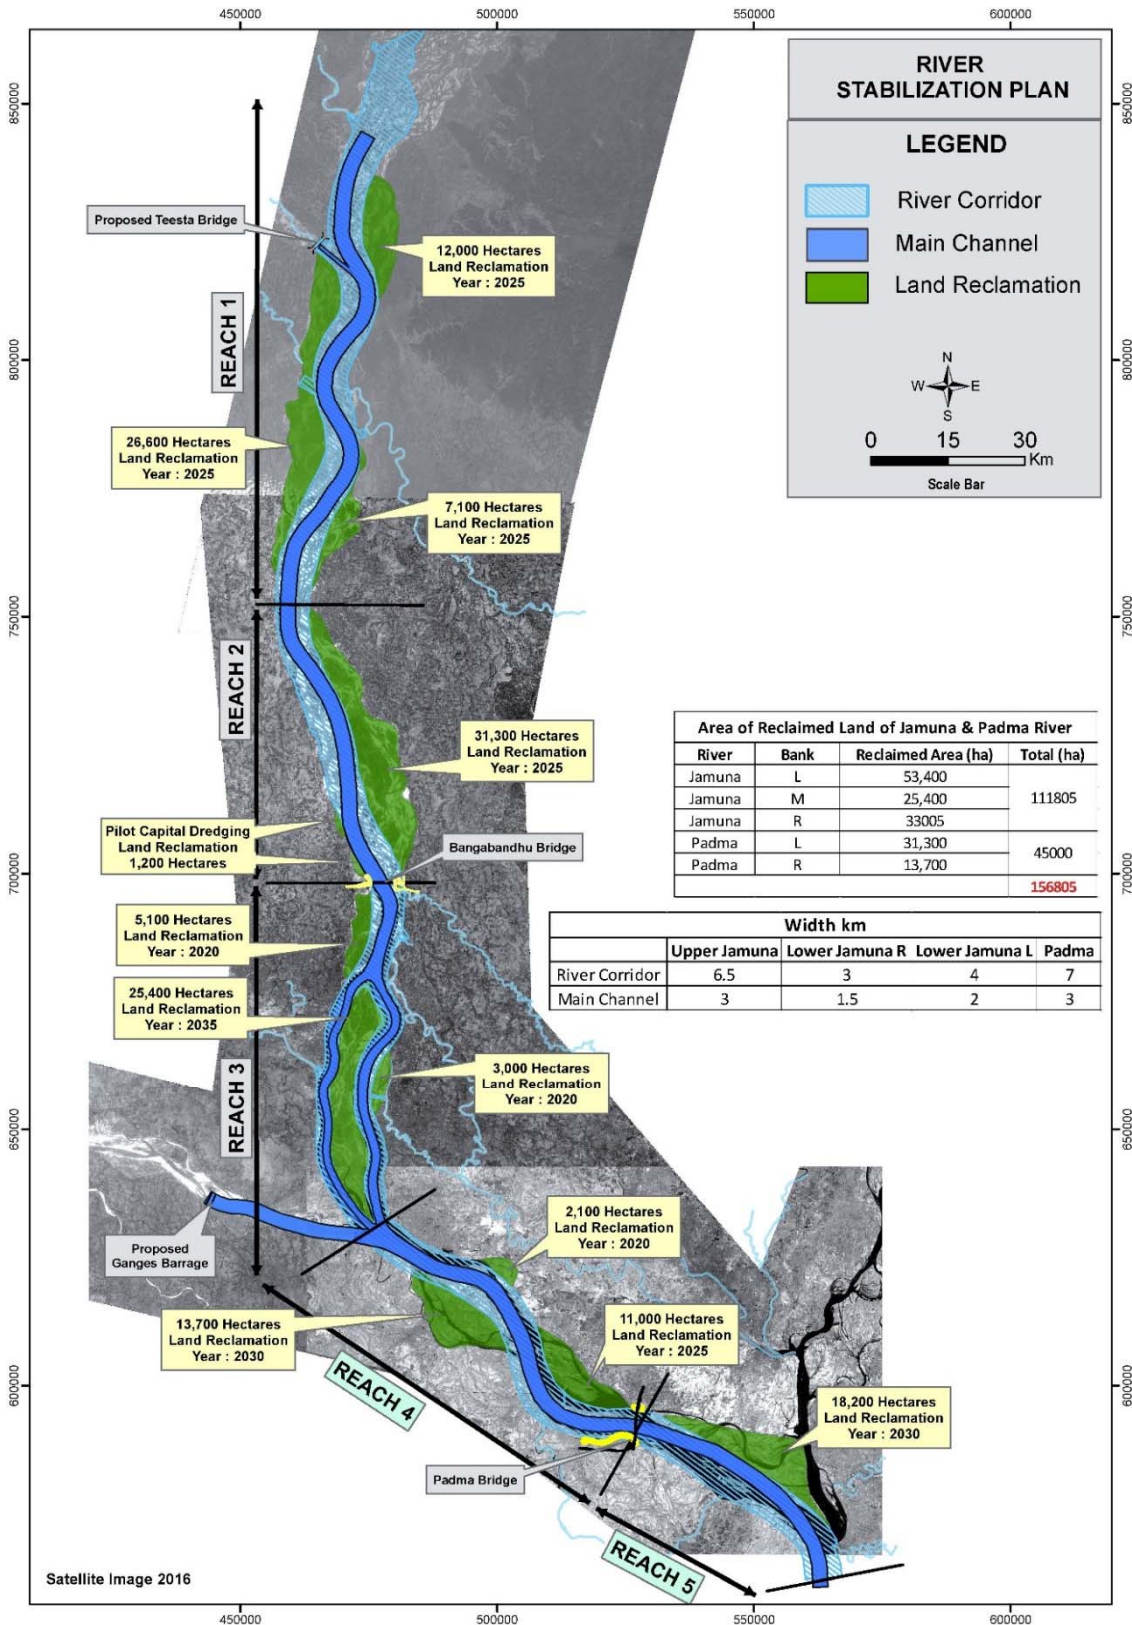 450000
500000
550000
600000
RIVER
STABILIZATION PLAN
LEGEND
River Corridor
Main Channel
Land Reclamation
N
W
E
S
0 15 30
Km
Scale Bar
850000
850000
800000
800000
750000
750000
700000
700000
650000
650000
600000
600000
Proposed Teesta Bridge
12,000 Hectares
Land Reclamation
Year : 2025
REACH 1
26,600 Hectares
Land Reclamation
Year : 2025
7,100 Hectares
Land Reclamation
Year : 2025
REACH 2
31,300 Hectares
Land Reclamation
Year : 2025
Pilot Capital Dredging
Land Reclamation
1,200 Hectares
Bangabandhu Bridge
Area of Reclaimed Land of Jamuna & Padma River
River Bank Reclaimed Area (ha) Total (ha)
Jamuna L 53,400
Jamuna M 25,400 111805
Jamuna R 33005
Padma L 31,300 45000
Padma R 13,700
156805
Width km
Upper Jamuna Lower Jamuna R Lower Jamuna L Padma
River Corridor 6.5 3 4 7
Main Channel 3 1.5 2 3
5,100 Hectares
Land Reclamation
Year : 2020
25,400 Hectares
Land Reclamation
Year : 2035
REACH 3
3,000 Hectares
Land Reclamation
Year : 2020
2,100 Hectares
Land Reclamation
Year : 2020
Proposed
Ganges Barrage
13,700 Hectares
Land Reclamation
Year : 2030
11,000 Hectares
Land Reclamation
Year : 2025
REACH 4
18,200 Hectares
Land Reclamation
Year : 2030
Padma Bridge
REACH 5
Satellite Image 2016
450000
500000
550000
600000